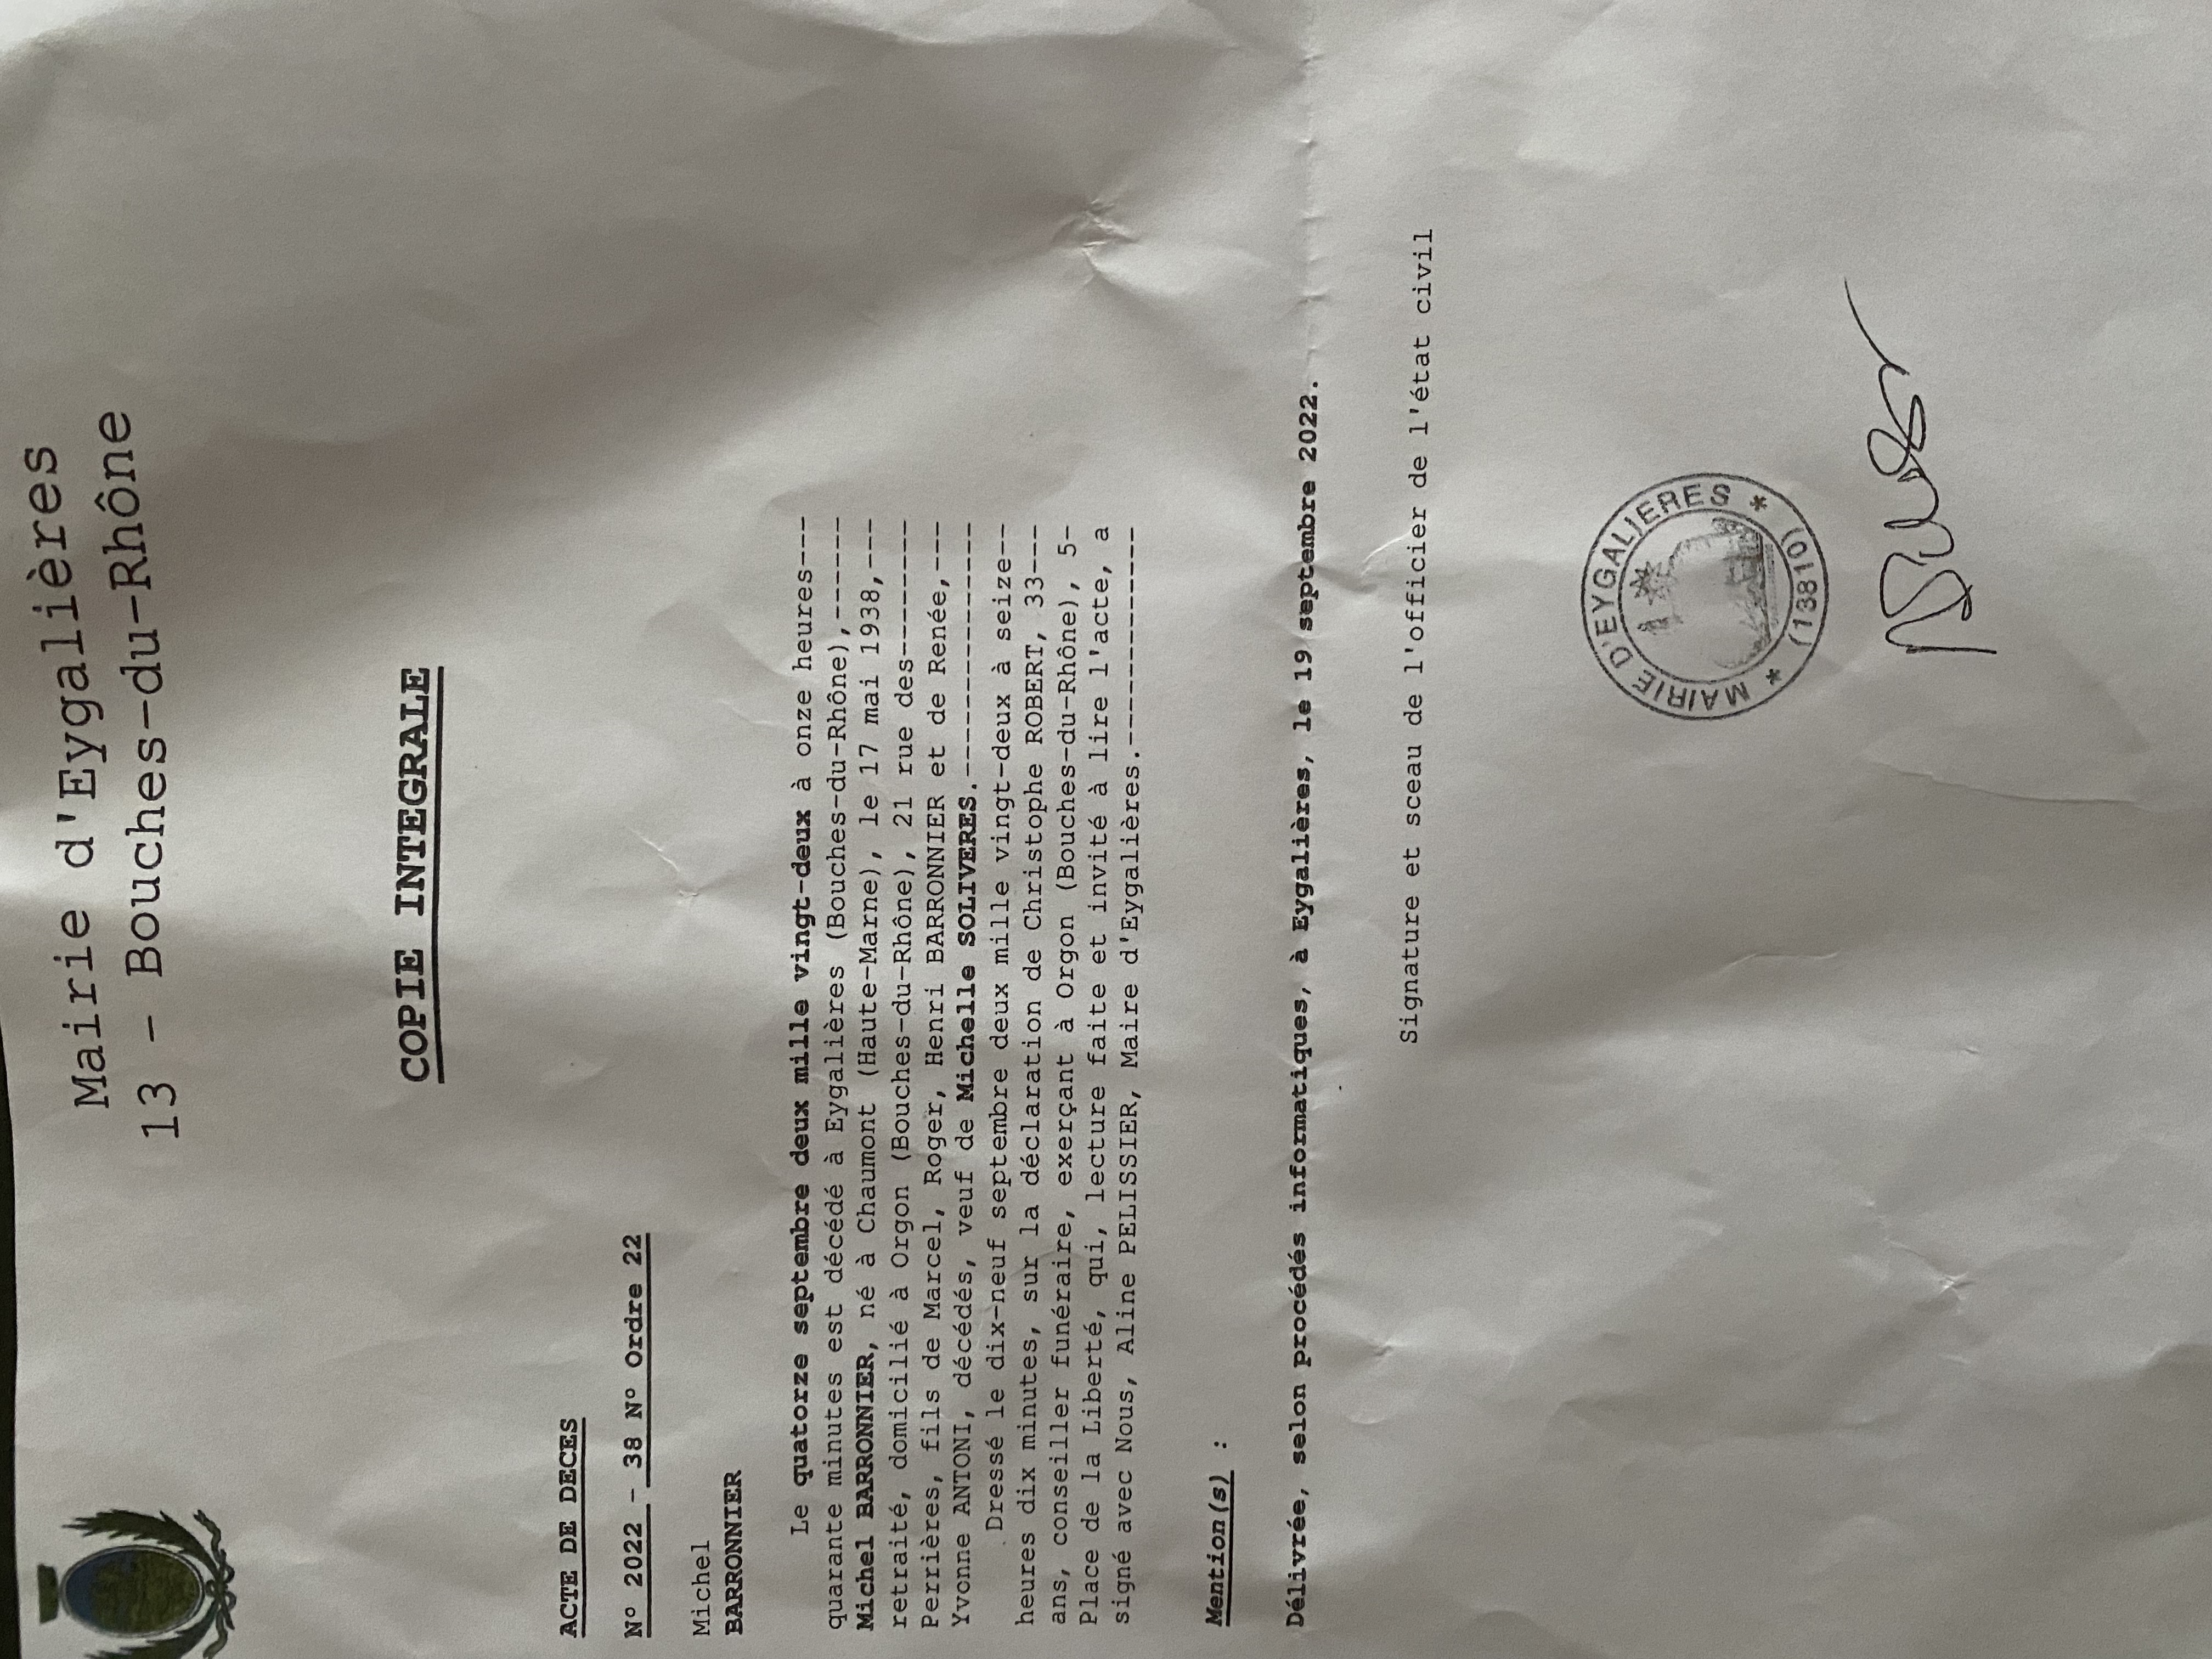 Mairie d'Eygalières
13 - Bouches-du-Rhône
COPIE INTEGRALE
ACTE DE DECES
N° 2022 - 38 N° Ordre 22
Michel
BARRONNIER
Le quatorze septembre deux mille vingt-deux à onze heures---
quarante minutes est décédé à Eygalières (Bouches-du-Rhône),------
Michel BARRONNIER, né à Chaumont (Haute-Marne), le 17 mai 1938,---
retraité, domicilié à Orgon (Bouches-du-Rhône), 21 rue des--------
Perrières, fils de Marcel, Roger, Henri BARRONNIER et de Renée,---
Yvonne ANTONI, décédés, veuf de Michelle SOLIVERES.---------------
Dressé le dix-neuf septembre deux mille vingt-deux à seize--
heures dix minutes, sur la déclaration de Christophe ROBERT, 33---
ans, conseiller funéraire, exerçant à Orgon (Bouches-du-Rhône), 5-
Place de la Liberté, qui, lecture faite et invité à lire l'acte, a
signé avec Nous, Aline PELISSIER, Maire d'Eygalières.-------------
Mention(s) :
Délivrée, selon procédés informatiques, à Eygalières, le 19 septembre 2022.
Signature et sceau de l'officier de l'état civil
MAIRIE D'EYGALIERES
* (13810) *